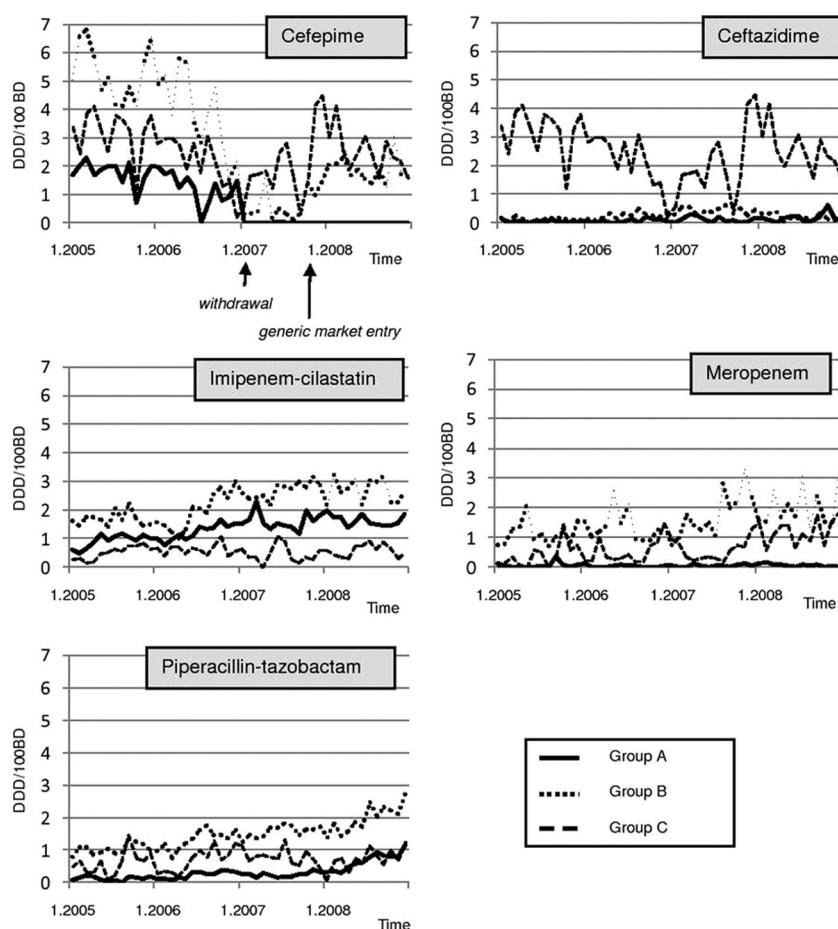 Cefepime
DDD/100 BD
7
6
5
4
3
2
1
0
1.2005 1.2006 1.2007 1.2008 Time
withdrawal
generic market entry
Ceftazidime
DDD/100BD
7
6
5
4
3
2
1
0
1.2005 1.2006 1.2007 1.2008 Time
Imipenem-cilastatin
DDD/100BD
7
6
5
4
3
2
1
0
1.2005 1.2006 1.2007 1.2008 Time
Meropenem
DDD/100BD
7
6
5
4
3
2
1
0
1.2005 1.2006 1.2007 1.2008
Time
Piperacillin-tazobactam
DDD/100BD
7
6
5
4
3
2
1
0
1.2005 1.2006 1.2007 1.2008
Time
Group A
Group B
Group C